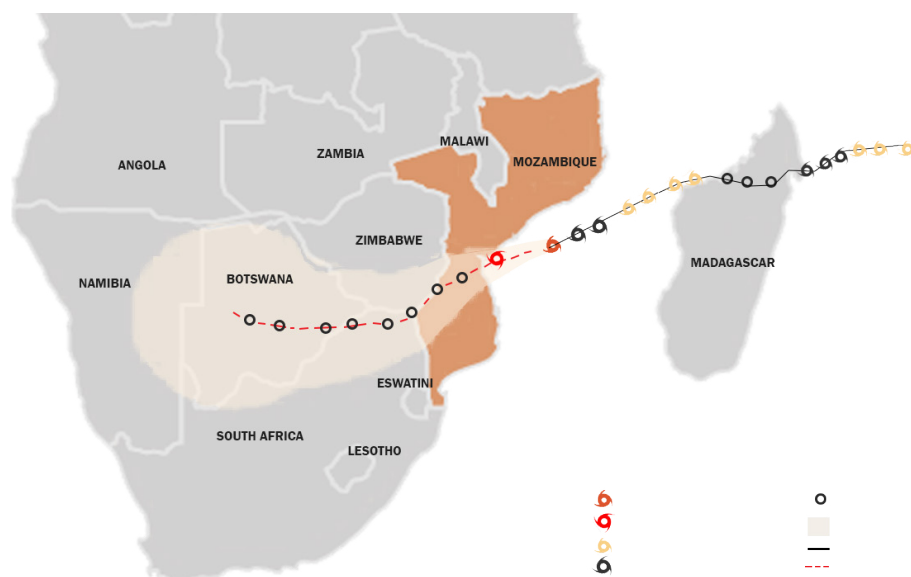 MALAWI
ZAMBIA
MOZAMBIQUE
ANGOLA
ZIMBABWE
MADAGASCAR
BOTSWANA
NAMIBIA
ESWATINI
SOUTH AFRICA
LESOTHO